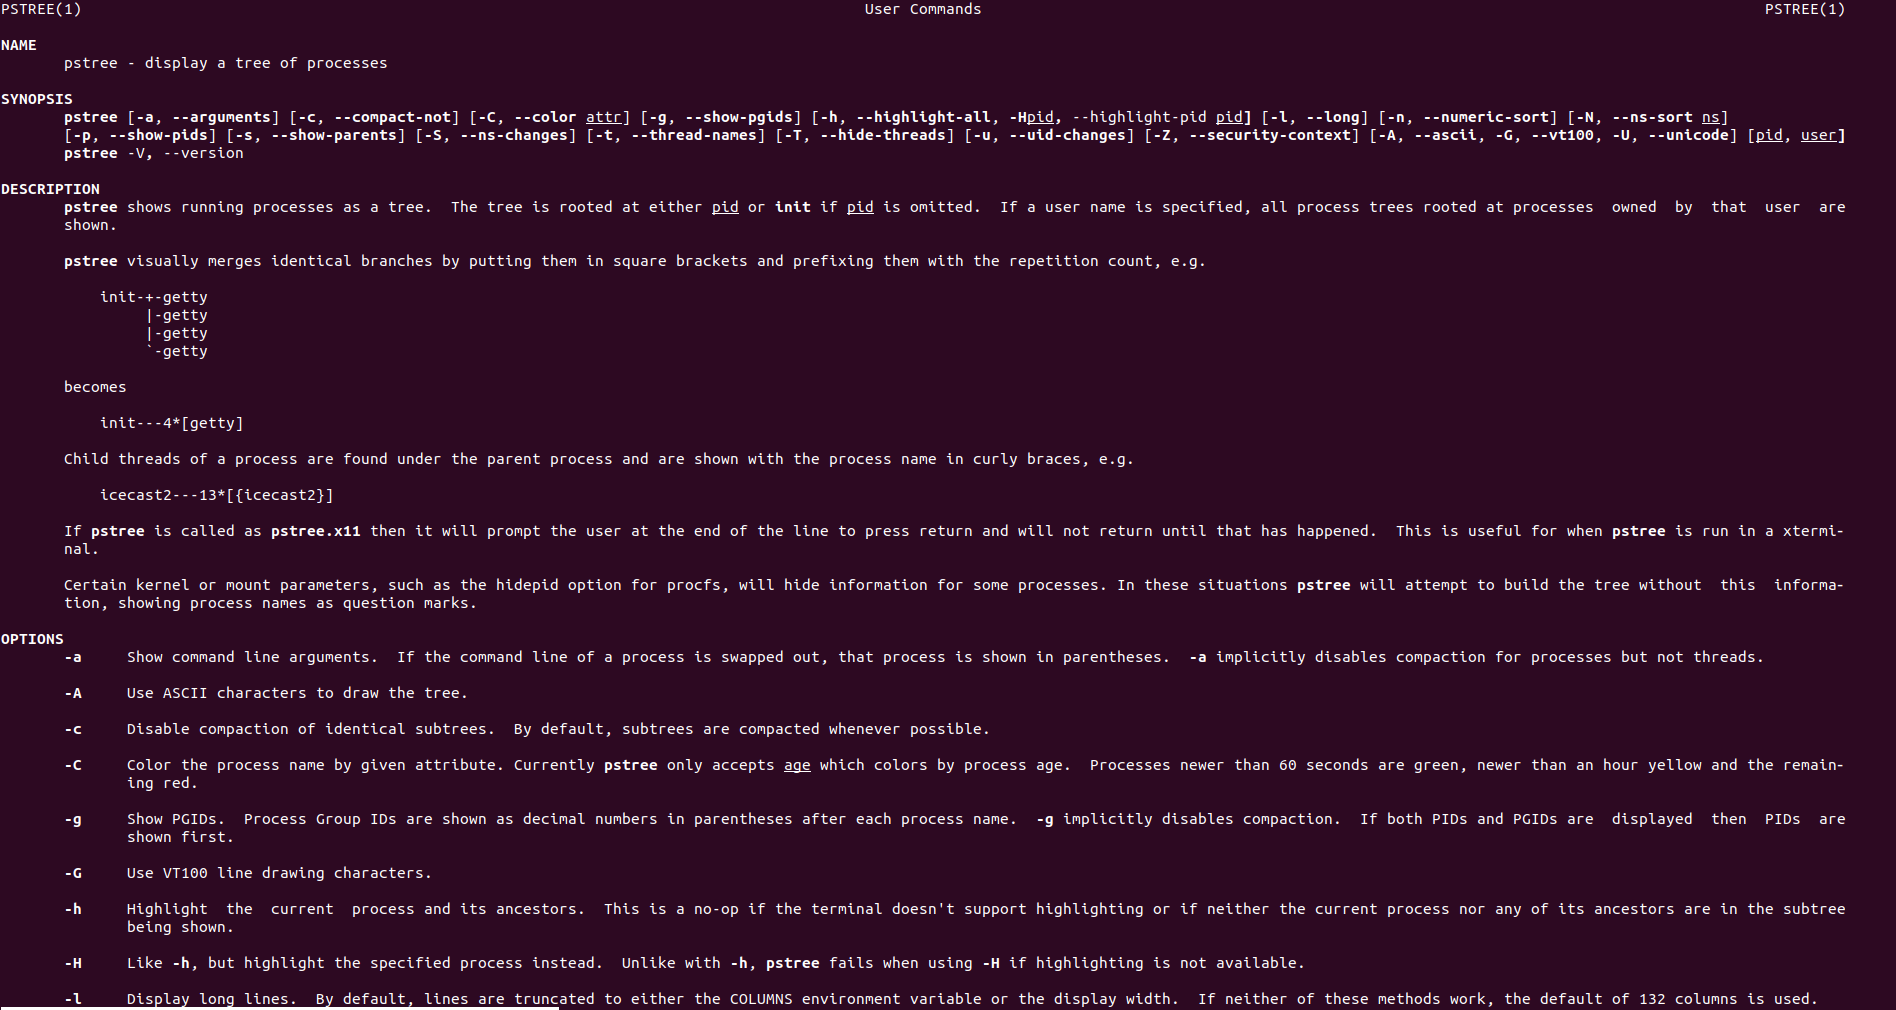 PSTREE(1) User Commands PSTREE(1)
NAME
pstree - display a tree of processes
SYNOPSIS
pstree [-a, --arguments] [-c, --compact-not] [-C, --color attr] [-g, --show-pgids] [-h, --highlight-all, -Hpid, --highlight-pid pid] [-l, --long] [-n, --numeric-sort] [-N, --ns-sort ns]
[-p, --show-pids] [-s, --show-parents] [-S, --ns-changes] [-t, --thread-names] [-T, --hide-threads] [-u, --uid-changes] [-Z, --security-context] [-A, --ascii, -G, --vt100, -U, --unicode] [pid, user]
pstree -V, --version
DESCRIPTION
pstree shows running processes as a tree.  The tree is rooted at either pid or init if pid is omitted.  If a user name is specified, all process trees rooted at processes  owned  by  that  user  are
shown.
pstree visually merges identical branches by putting them in square brackets and prefixing them with the repetition count, e.g.
init-+-getty
|-getty
|-getty
`-getty
becomes
init---4*[getty]
Child threads of a process are found under the parent process and are shown with the process name in curly braces, e.g.
icecast2---13*[{icecast2}]
If pstree is called as pstree.x11 then it will prompt the user at the end of the line to press return and will not return until that has happened.  This is useful for when pstree is run in a xtermi-
nal.
Certain kernel or mount parameters, such as the hidepid option for procfs, will hide information for some processes. In these situations pstree will attempt to build the tree without  this  informa-
tion, showing process names as question marks.
OPTIONS
-a Show command line arguments.  If the command line of a process is swapped out, that process is shown in parentheses.  -a implicitly disables compaction for processes but not threads.
-A Use ASCII characters to draw the tree.
-c Disable compaction of identical subtrees.  By default, subtrees are compacted whenever possible.
-C Color the process name by given attribute. Currently pstree only accepts age which colors by process age.  Processes newer than 60 seconds are green, newer than an hour yellow and the remain-
ing red.
-g Show PGIDs.  Process Group IDs are shown as decimal numbers in parentheses after each process name.  -g implicitly disables compaction.  If both PIDs and PGIDs are  displayed  then  PIDs  are
shown first.
-G Use VT100 line drawing characters.
-h Highlight  the  current  process and its ancestors.  This is a no-op if the terminal doesn't support highlighting or if neither the current process nor any of its ancestors are in the subtree
being shown.
-H Like -h, but highlight the specified process instead.  Unlike with -h, pstree fails when using -H if highlighting is not available.
-l Display long lines.  By default, lines are truncated to either the COLUMNS environment variable or the display width.  If neither of these methods work, the default of 132 columns is used.